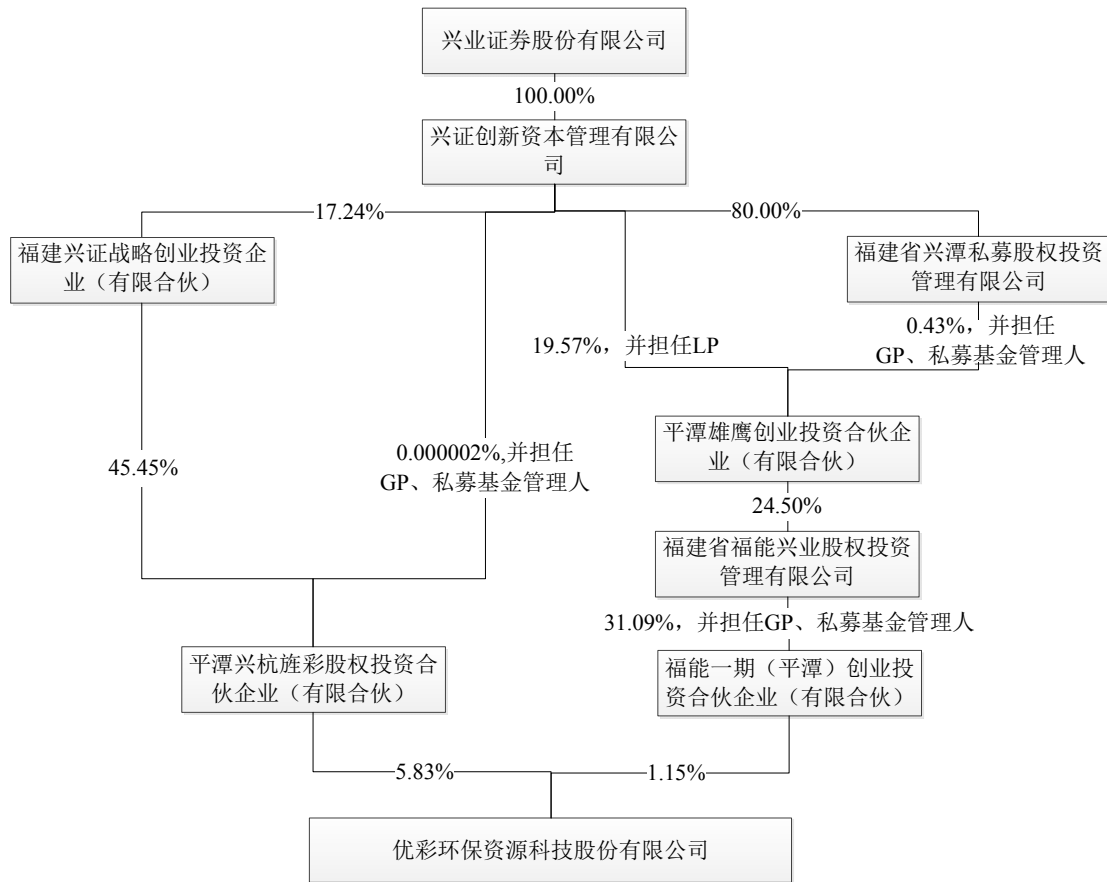 兴业证券股份有限公司
100.00%
兴证创新资本管理有限公
司
17.24%
80.00%
福建兴证战略创业投资企
业（有限合伙）
福建省兴潭私募股权投资
管理有限公司
0.43%，并担任
GP、私募基金管理人
19.57%，并担任LP
平潭雄鹰创业投资合伙企
业（有限合伙）
45.45%
0.000002%,并担任
GP、私募基金管理人
24.50%
福建省福能兴业股权投资
管理有限公司
31.09%，并担任GP、私募基金管理人
平潭兴杭旌彩股权投资合
伙企业（有限合伙）
福能一期（平潭）创业投
资合伙企业（有限合伙）
5.83%
1.15%
优彩环保资源科技股份有限公司